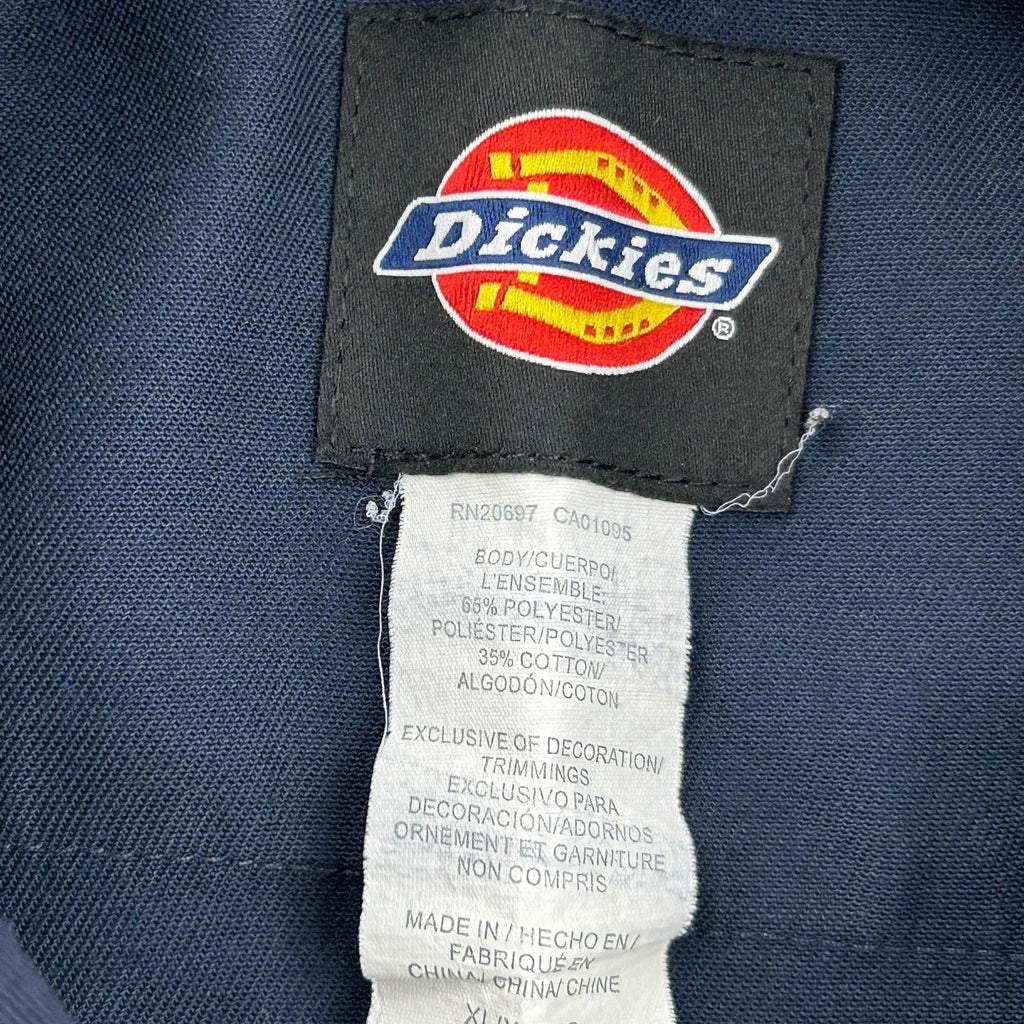 Dickies
®
RN20697 CA01095
BODY/CUERPO/
L'ENSEMBLE:
65% POLYESTER/
POLIÉSTER/POLYESTER
35% COTTON/
ALGODÓN/COTON
EXCLUSIVE OF DECORATION/
TRIMMINGS
EXCLUSIVO PARA
DECORACIÓN/ADORNOS
ORNEMENT ET GARNITURE
NON COMPRIS
MADE IN / HECHO EN /
FABRIQUÉ EN
CHINA / CHINA / CHINE